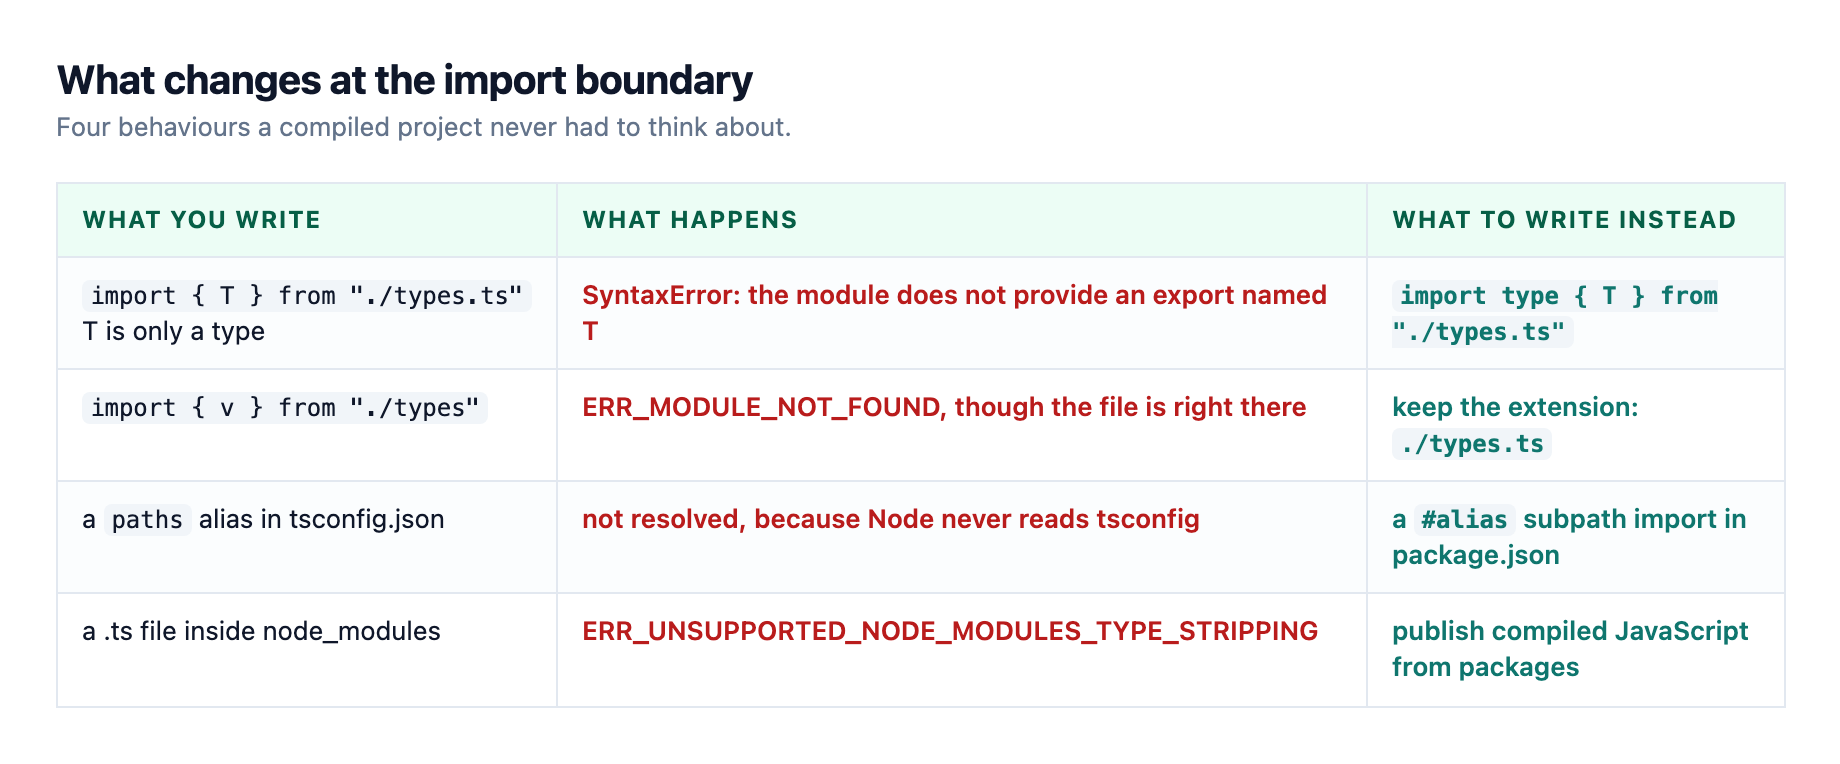 What changes at the import boundary
Four behaviours a compiled project never had to think about.
WHAT YOU WRITE
WHAT HAPPENS
WHAT TO WRITE INSTEAD
import { T } from "./types.ts"
T is only a type
SyntaxError: the module does not provide an export named
T
import type { T } from
"./types.ts"
import { v } from "./types"
ERR_MODULE_NOT_FOUND, though the file is right there
keep the extension:
./types.ts
a paths alias in tsconfig.json
not resolved, because Node never reads tsconfig
a #alias subpath import in
package.json
a .ts file inside node_modules
ERR_UNSUPPORTED_NODE_MODULES_TYPE_STRIPPING
publish compiled JavaScript
from packages